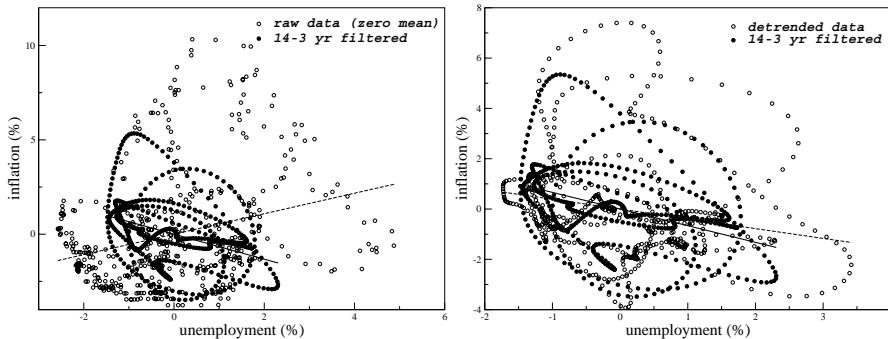 raw data (zero mean)
14-3 yr filtered
10
5
0
inflation (%)
-2
0
2
4
6
unemployment (%)
detrended data
14-3 yr filtered
8
6
4
2
0
-2
-4
inflation (%)
-2
-1
0
1
2
3
4
unemployment (%)